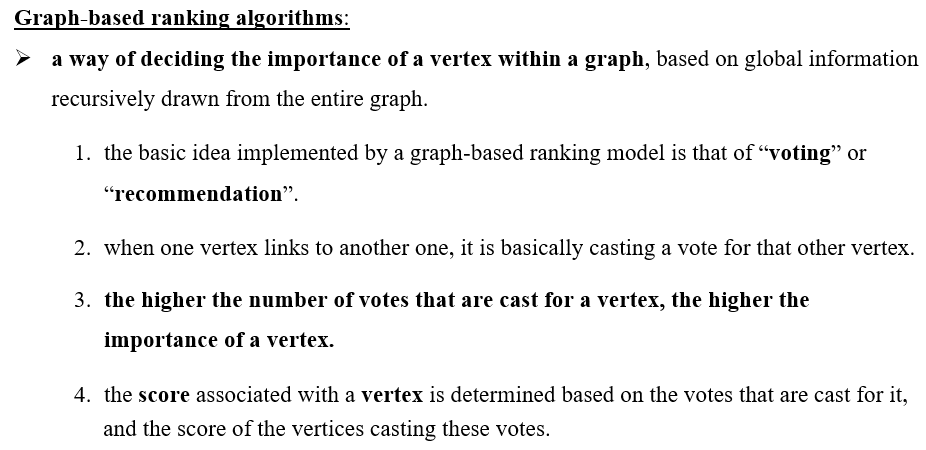 Graph-based ranking algorithms:
➢ a way of deciding the importance of a vertex within a graph, based on global information
recursively drawn from the entire graph.
1. the basic idea implemented by a graph-based ranking model is that of “voting” or
“recommendation”.
2. when one vertex links to another one, it is basically casting a vote for that other vertex.
3. the higher the number of votes that are cast for a vertex, the higher the
importance of a vertex.
4. the score associated with a vertex is determined based on the votes that are cast for it,
and the score of the vertices casting these votes.